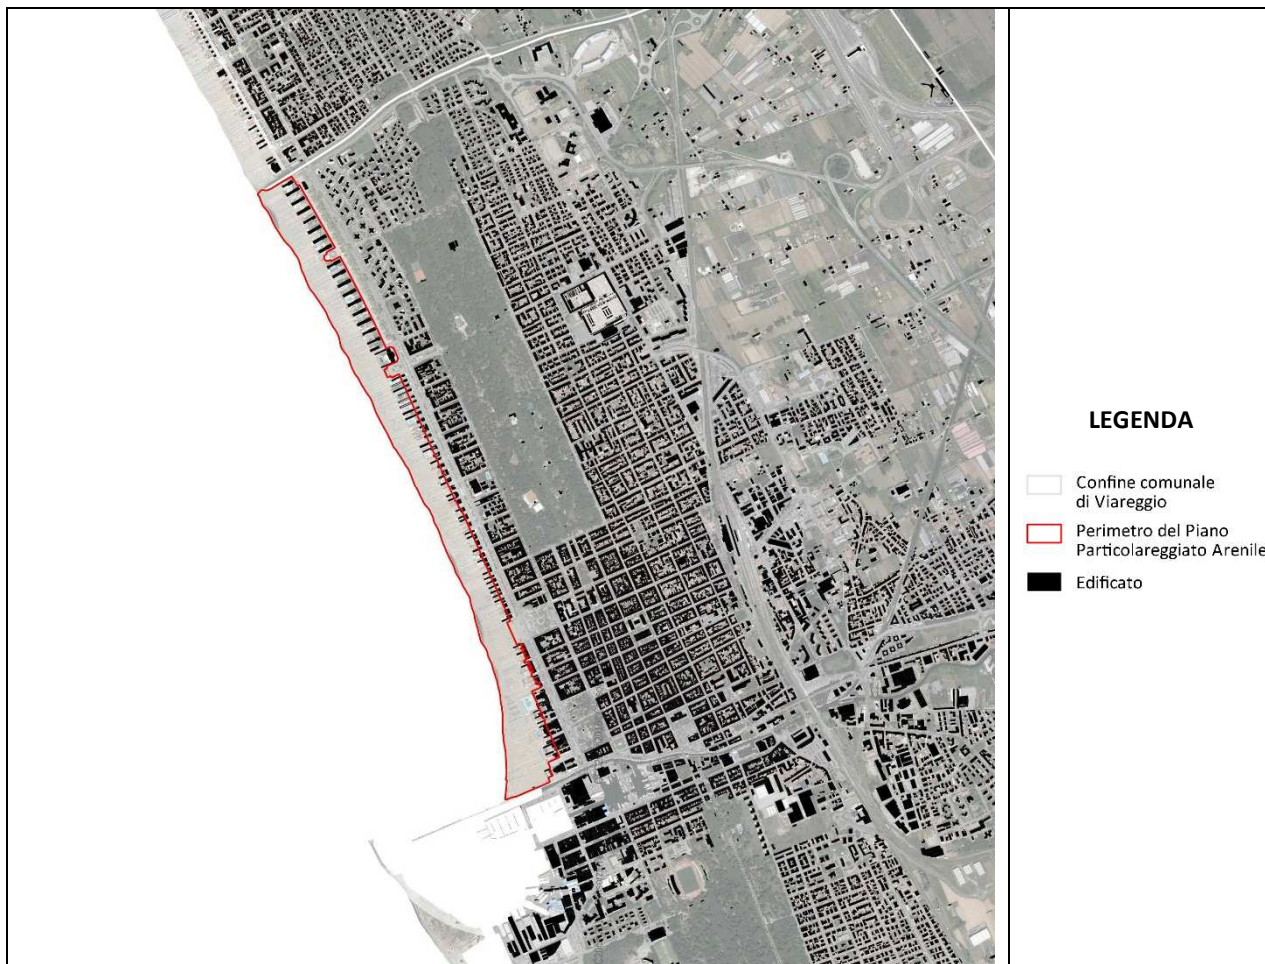 LEGENDA
Confine comunale
di Viareggio
Perimetro del Piano
Particolareggiato Arenile
Edificato